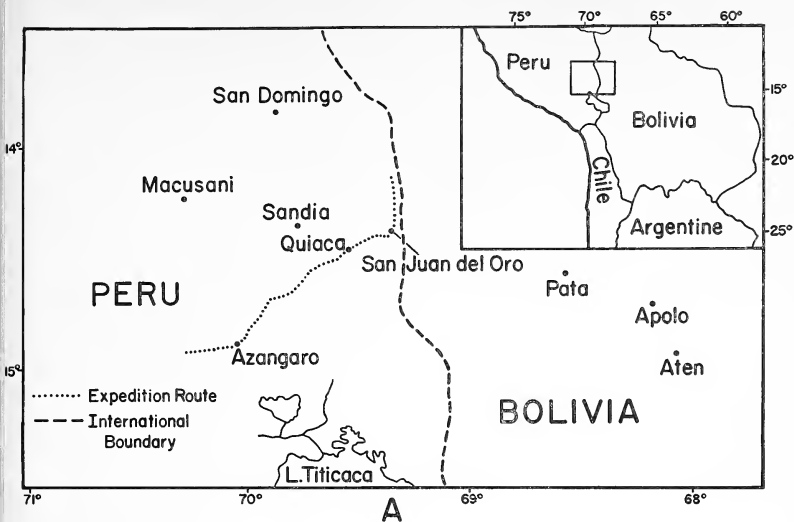 75° 70° 65° 60°
Peru
15°
Bolivia
20°
Chile
Argentine
25°
San Domingo
14°
Macusani
Sandia
Quiaca
San Juan del Oro
PERU
Pata
Apolo
Azangaro
Aten
15°
Expedition Route
International
Boundary
BOLIVIA
L. Titicaca
71° 70° 69° 68°
A